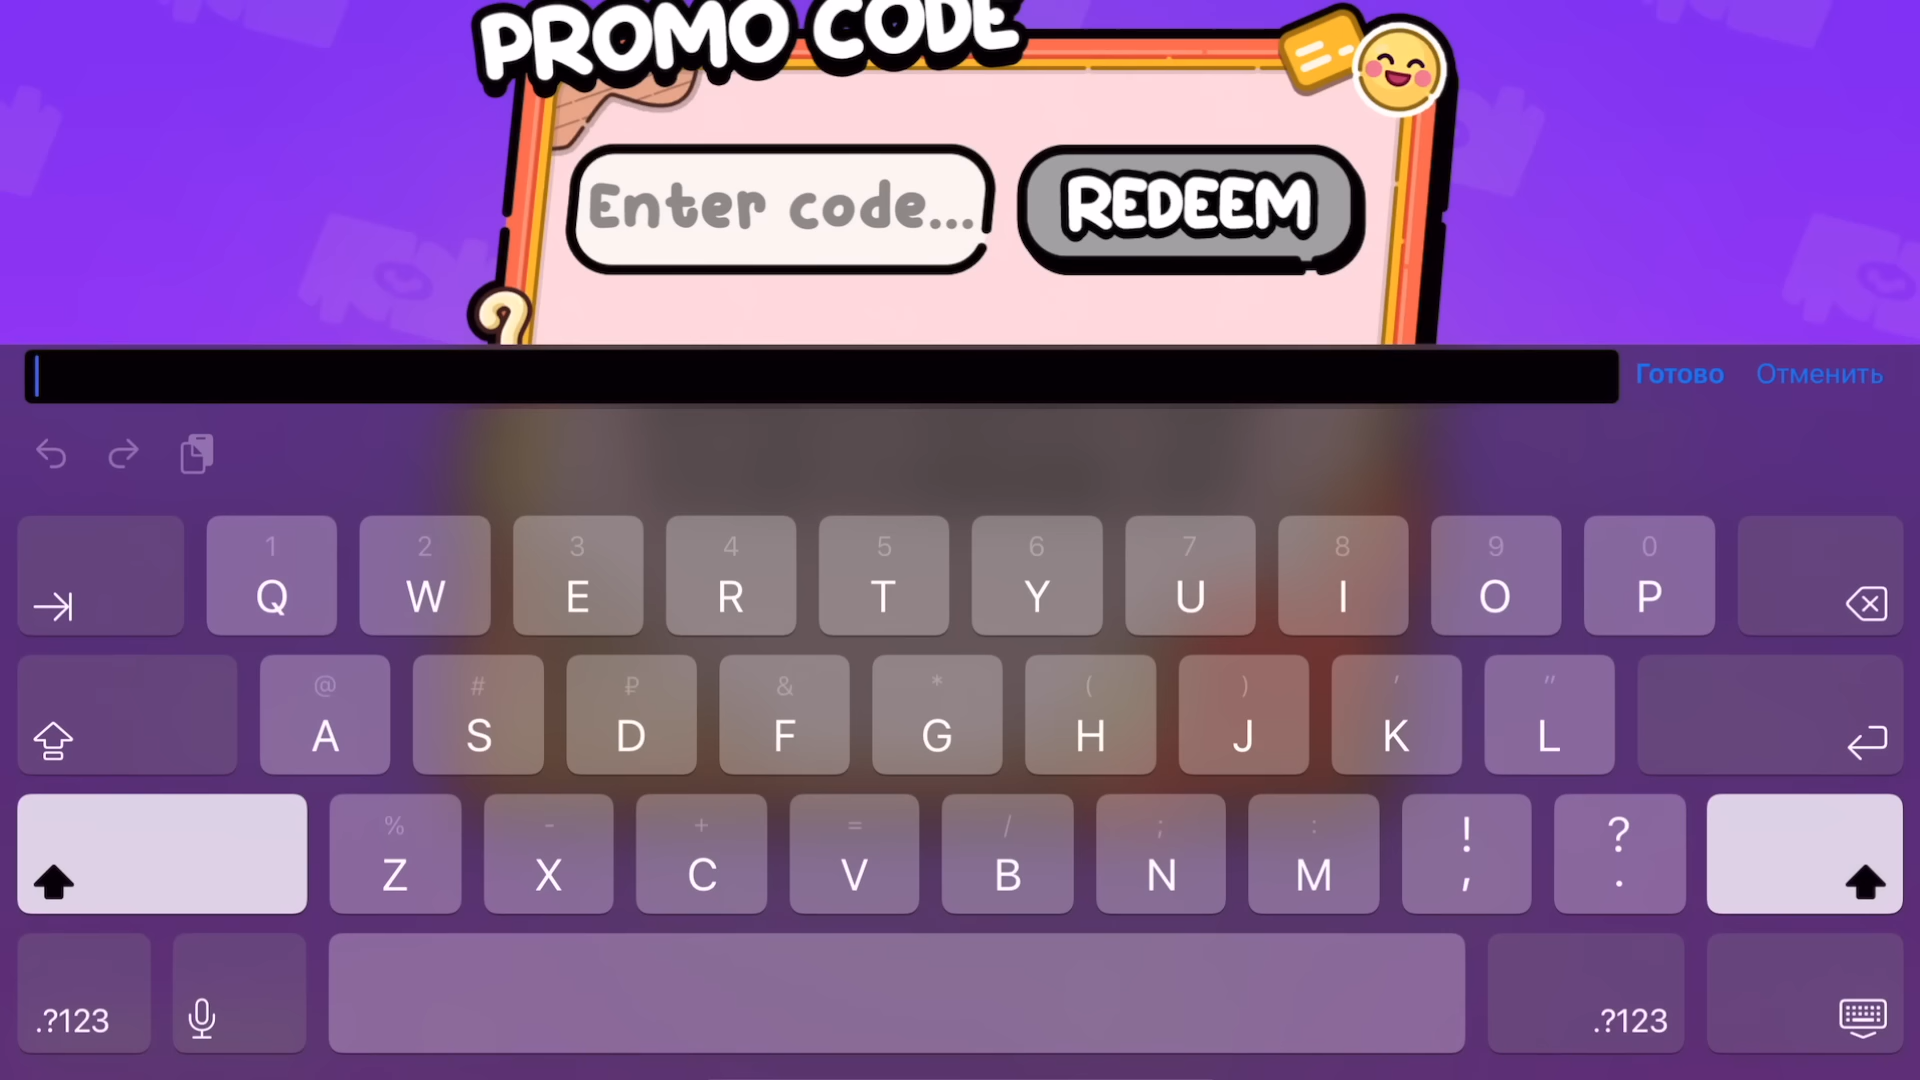 PROMO CODE
Enter code...
REDEEM
Готово Отменить
1 2 3 4 5 6 7 8 9 0
Q W E R T Y U I O P
@ # ₽ & * ( ) ' "
A S D F G H J K L
% - + = / ; : ! ?
Z X C V B N M , .
.?123 .?123